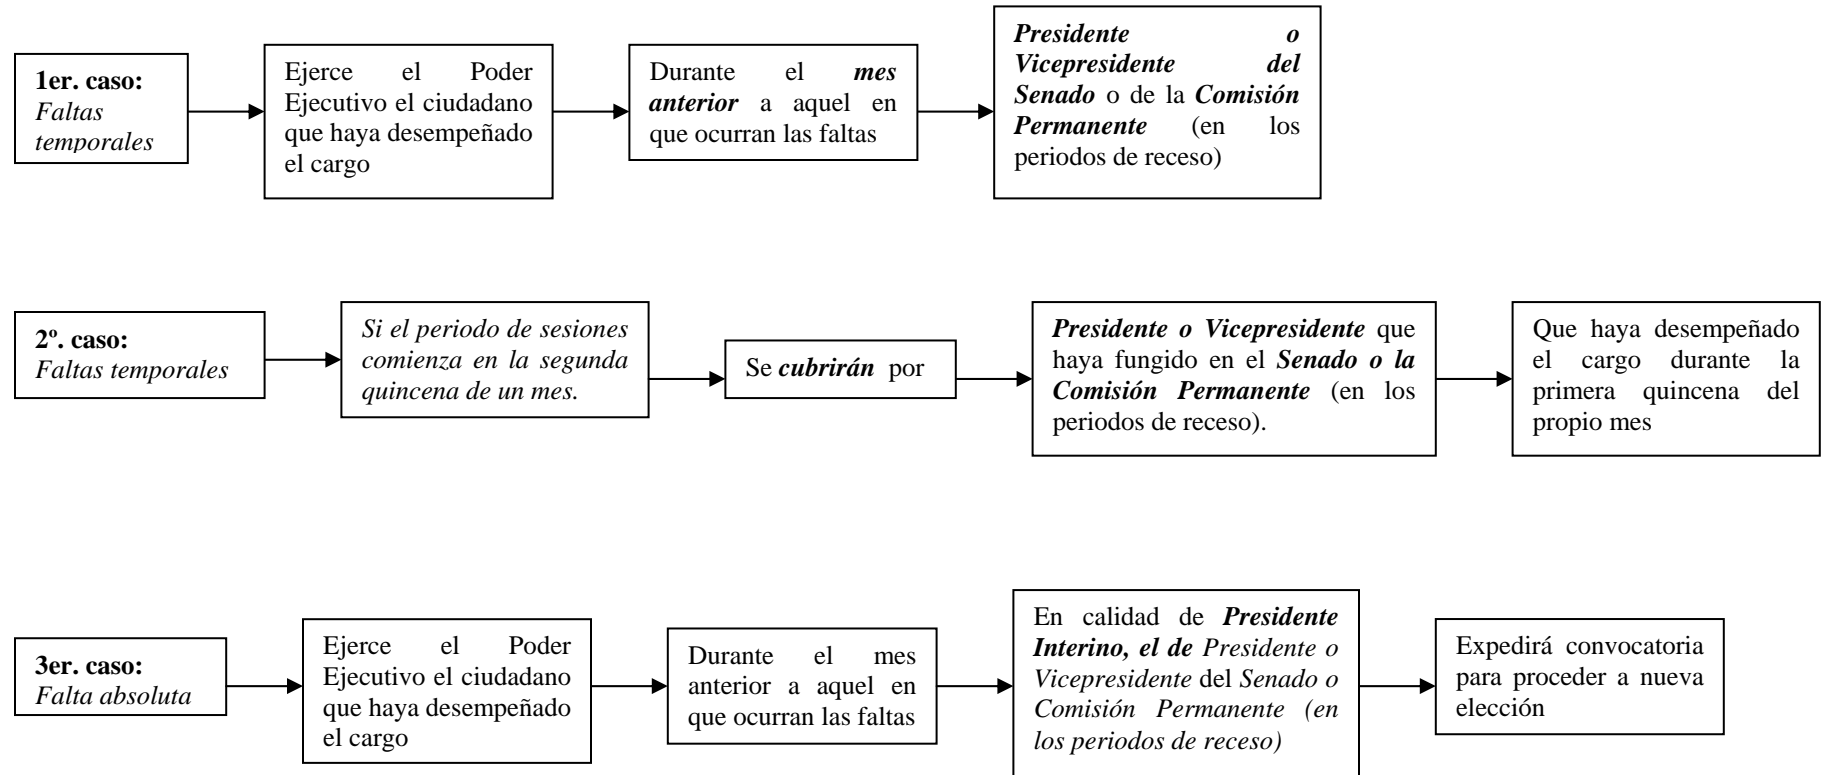 1er. caso:
Faltas
temporales
Ejerce el Poder
Ejecutivo el ciudadano
que haya desempeñado
el cargo
Durante el mes
anterior a aquel en
que ocurran las faltas
Presidente o
Vicepresidente del
Senado o de la Comisión
Permanente (en los
periodos de receso)
2º. caso:
Faltas temporales
Si el periodo de sesiones
comienza en la segunda
quincena de un mes.
Se cubrirán por
Presidente o Vicepresidente que
haya fungido en el Senado o la
Comisión Permanente (en los
periodos de receso).
Que haya desempeñado
el cargo durante la
primera quincena del
propio mes
3er. caso:
Falta absoluta
Ejerce el Poder
Ejecutivo el ciudadano
que haya desempeñado
el cargo
Durante el mes
anterior a aquel en
que ocurran las faltas
En calidad de Presidente
Interino, el de Presidente o
Vicepresidente del Senado o
Comisión Permanente (en
los periodos de receso)
Expedirá convocatoria
para proceder a nueva
elección